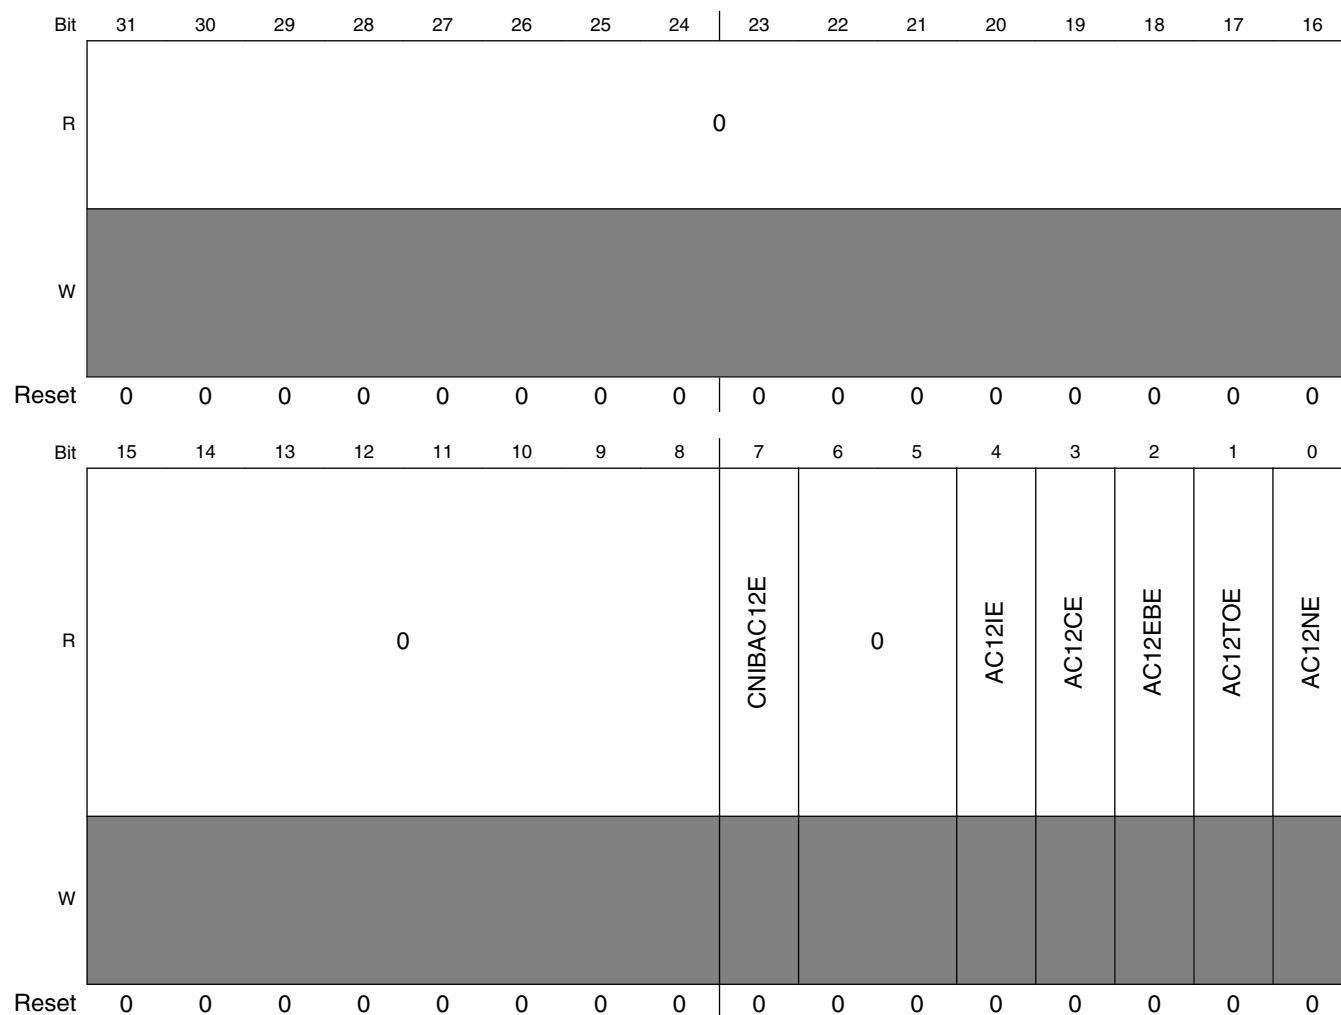 Bit 31 30 29 28 27 26 25 24 23 22 21 20 19 18 17 16
R 0
W
Reset 0 0 0 0 0 0 0 0 0 0 0 0 0 0 0 0
Bit 15 14 13 12 11 10 9 8 7 6 5 4 3 2 1 0
R 0 CNIBAC12E 0 AC12IE AC12CE AC12EBE AC12TOE AC12NE
W
Reset 0 0 0 0 0 0 0 0 0 0 0 0 0 0 0 0